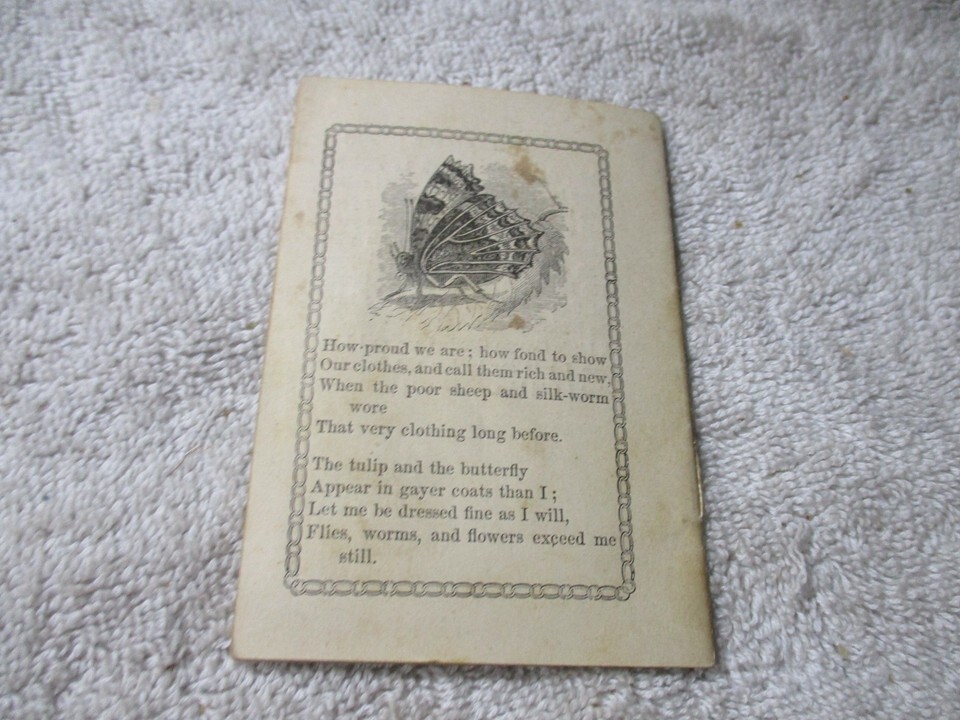 How-proud we are; how fond to show
Our clothes, and call them rich and new,
When the poor sheep and silk-worm
wore
That very clothing long before.
The tulip and the butterfly
Appear in gayer coats than I;
Let me be dressed fine as I will,
Flies, worms, and flowers exceed me
still.